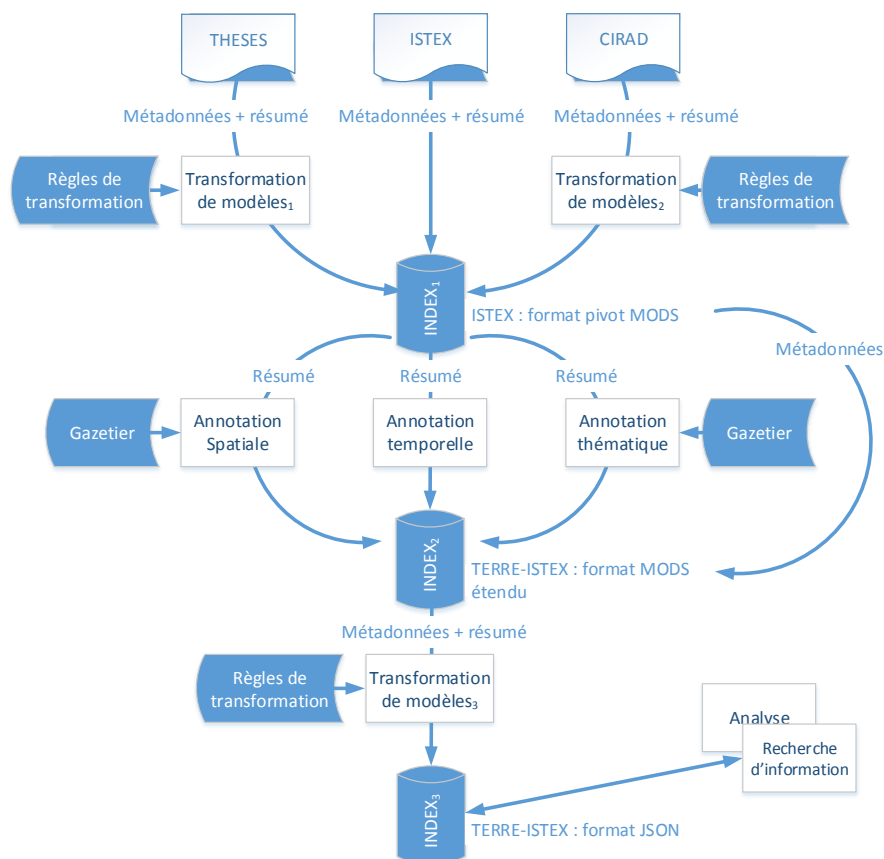 THESES
ISTEX
CIRAD
Métadonnées + résumé
Métadonnées + résumé
Métadonnées + résumé
Règles de
transformation
Transformation
de modèles₁
Transformation
de modèles₂
Règles de
transformation
INDEX₁
ISTEX : format pivot MODS
Métadonnées
Résumé
Résumé
Résumé
Gazetier
Annotation
Spatiale
Annotation
temporelle
Annotation
thématique
Gazetier
INDEX₂
TERRE-ISTEX : format MODS
étendu
Métadonnées + résumé
Règles de
transformation
Transformation
de modèles₃
Analyse
Recherche
d’information
INDEX₃
TERRE-ISTEX : format JSON